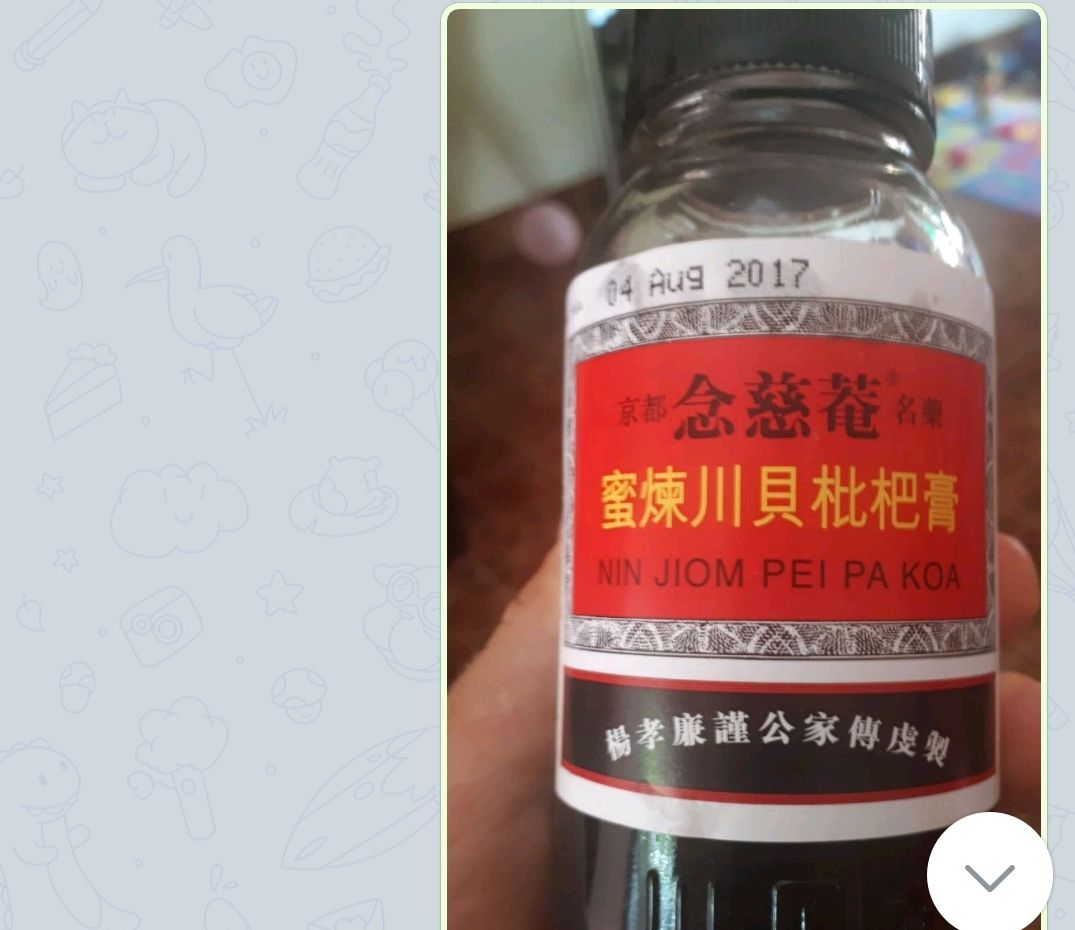 04 Aug 2017
京都 念慈菴® 名藥
蜜煉川貝枇杷膏
NIN JIOM PEI PA KOA
楊孝廉謹公家傳虔製